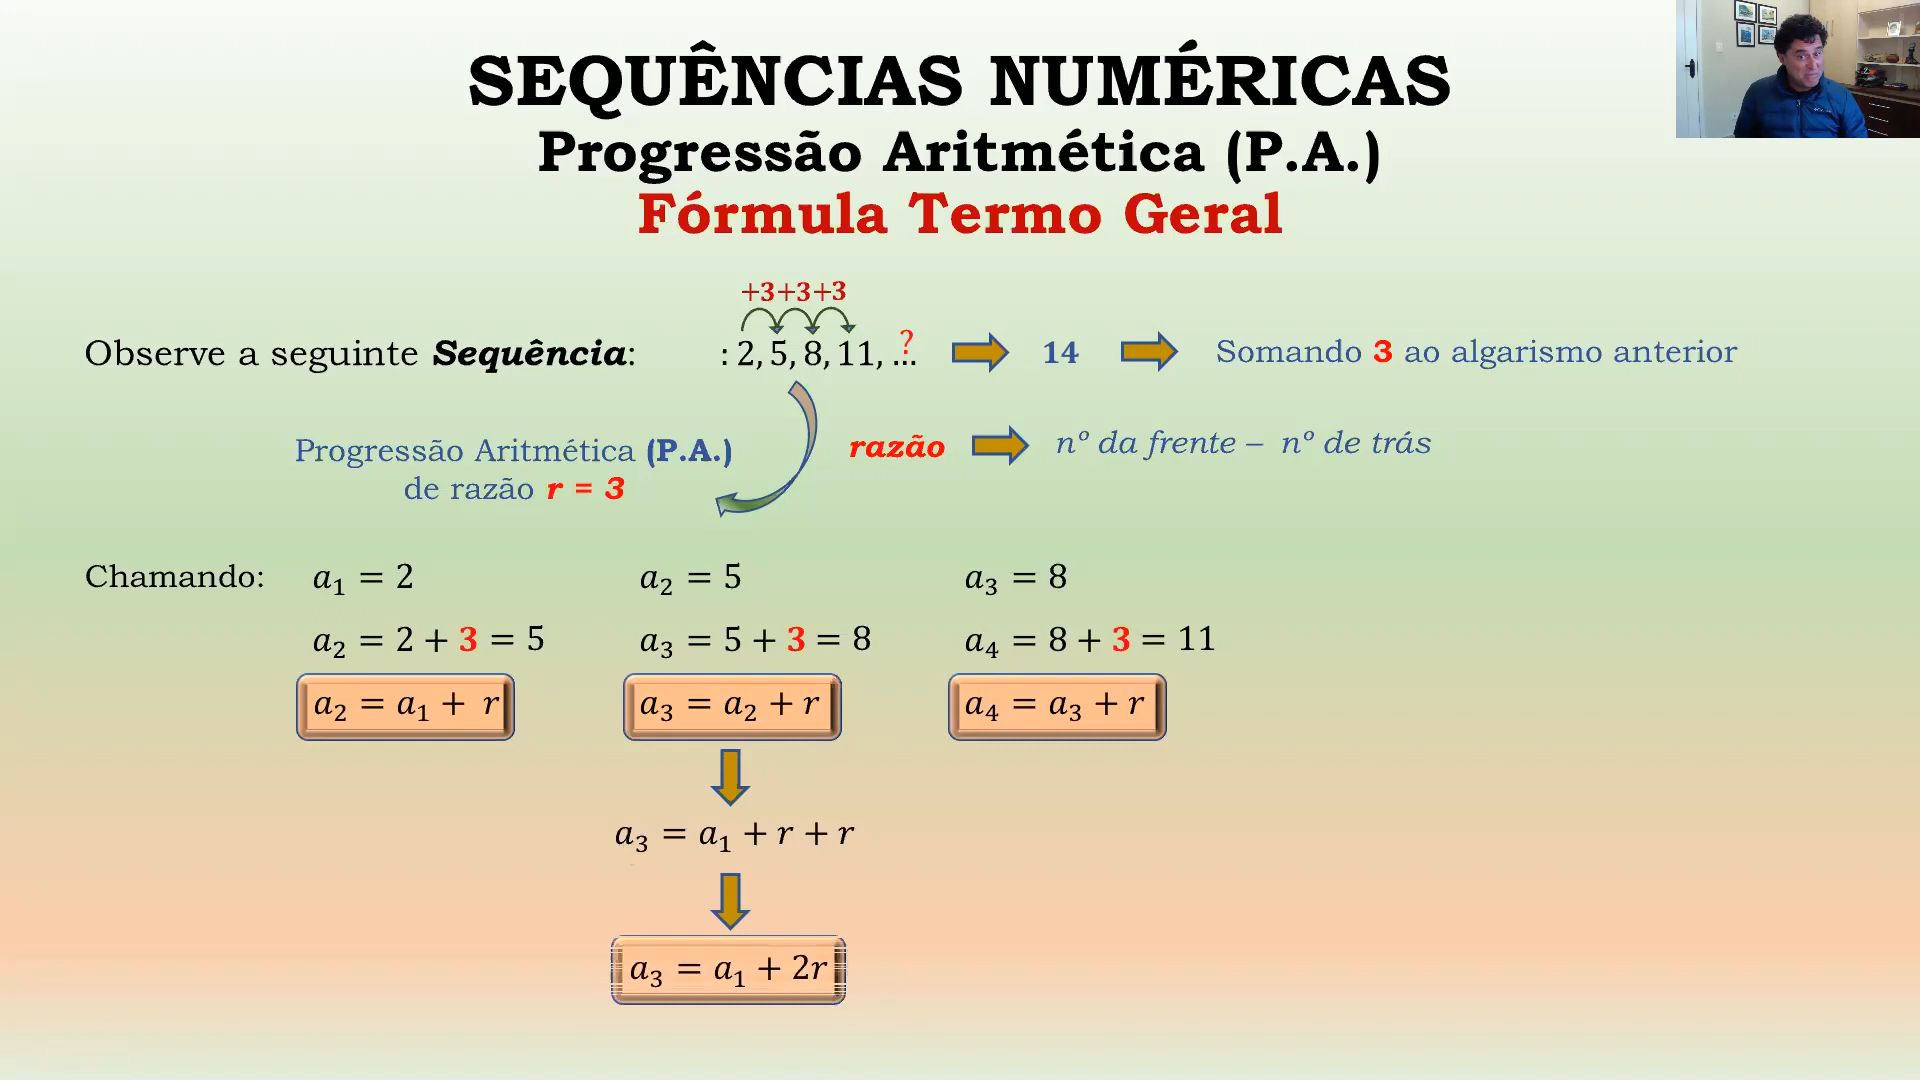 SEQUÊNCIAS NUMÉRICAS
Progressão Aritmética (P.A.)
Fórmula Termo Geral
+3+3+3
Observe a seguinte Sequência: : 2, 5, 8, 11, ... ? 14 Somando 3 ao algarismo anterior
Progressão Aritmética (P.A.)
de razão r = 3
razão nº da frente – nº de trás
Chamando: a₁ = 2 a₂ = 5 a₃ = 8
a₂ = 2 + 3 = 5 a₃ = 5 + 3 = 8 a₄ = 8 + 3 = 11
a₂ = a₁ + r a₃ = a₂ + r a₄ = a₃ + r
a₃ = a₁ + r + r
a₃ = a₁ + 2r